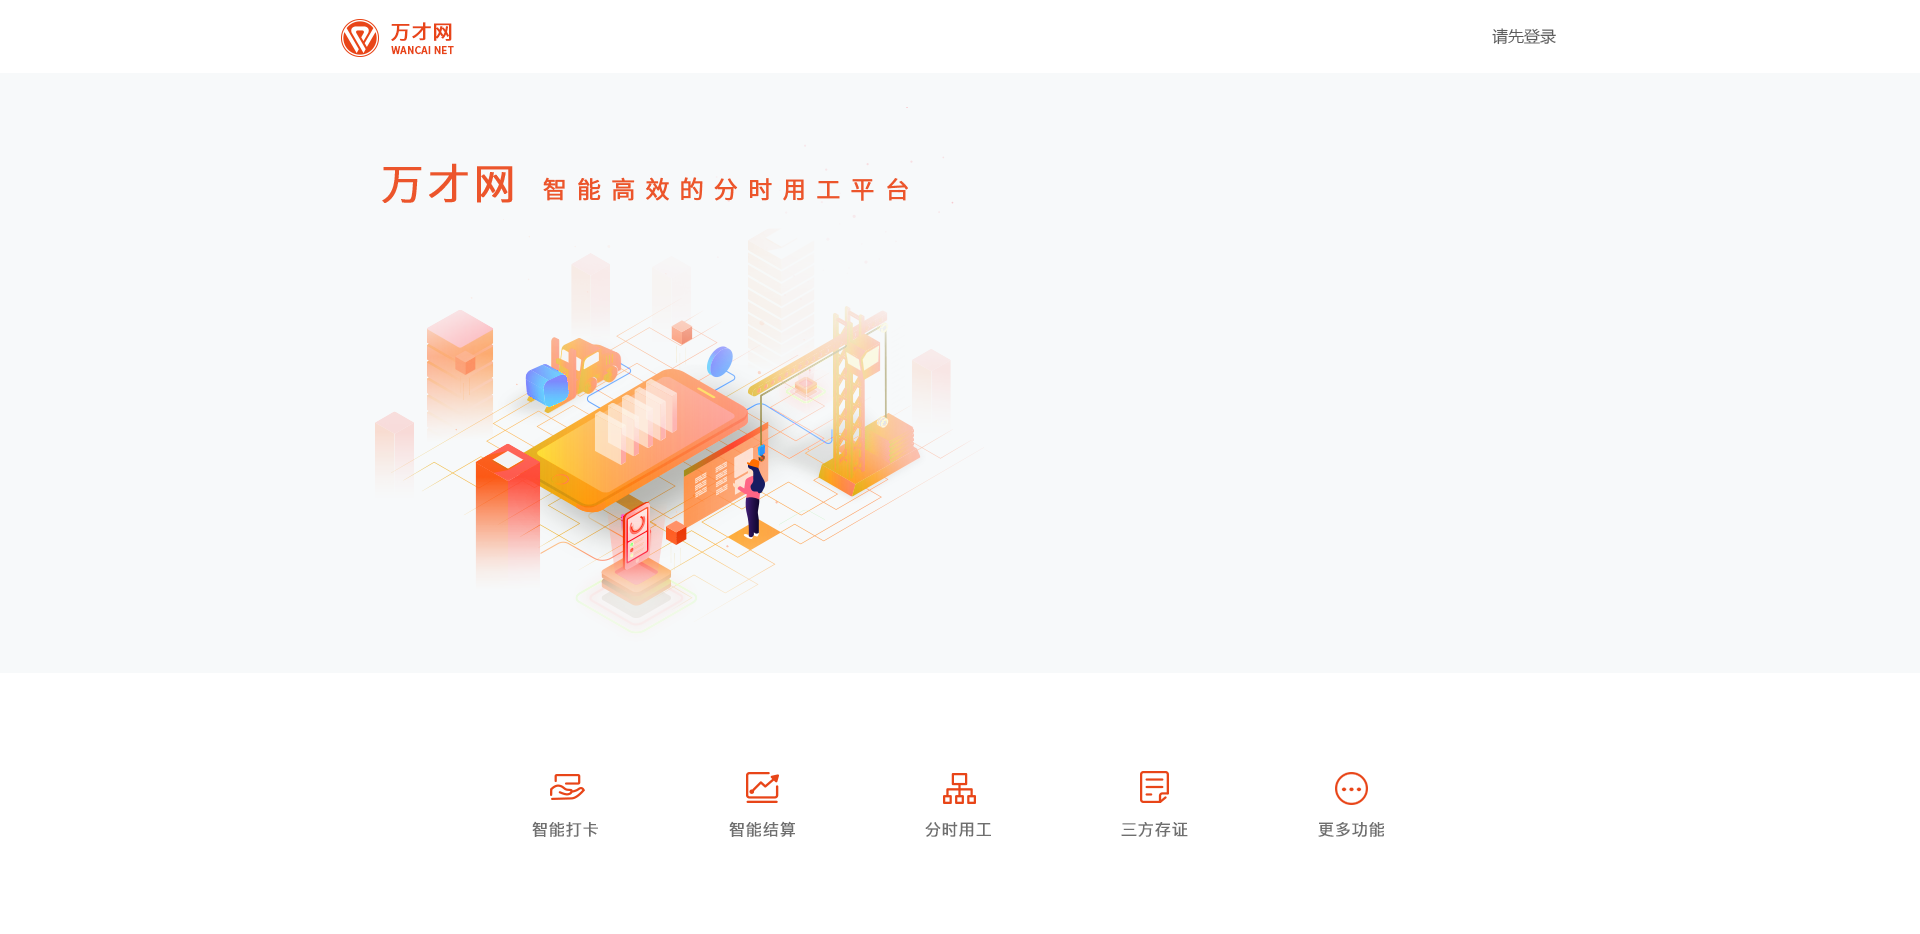 万才网
WANCAI NET
请先登录
万才网 智能高效的分时用工平台
智能打卡
智能结算
分时用工
三方存证
更多功能